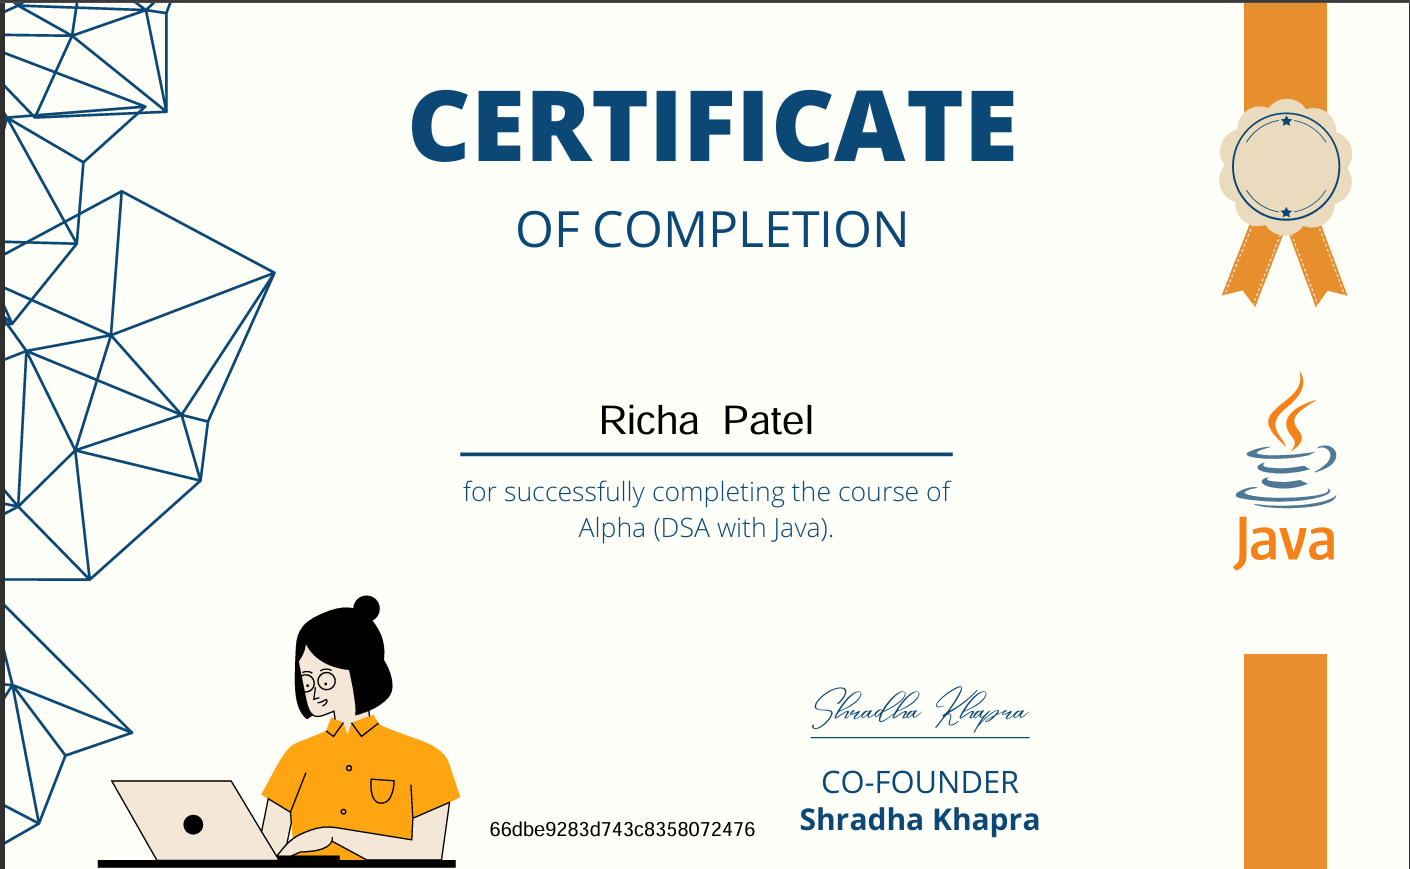 CERTIFICATE
OF COMPLETION
Richa Patel
for successfully completing the course of
Alpha (DSA with Java).
Java
Shradha Khapra
CO-FOUNDER
Shradha Khapra
66dbe9283d743c8358072476